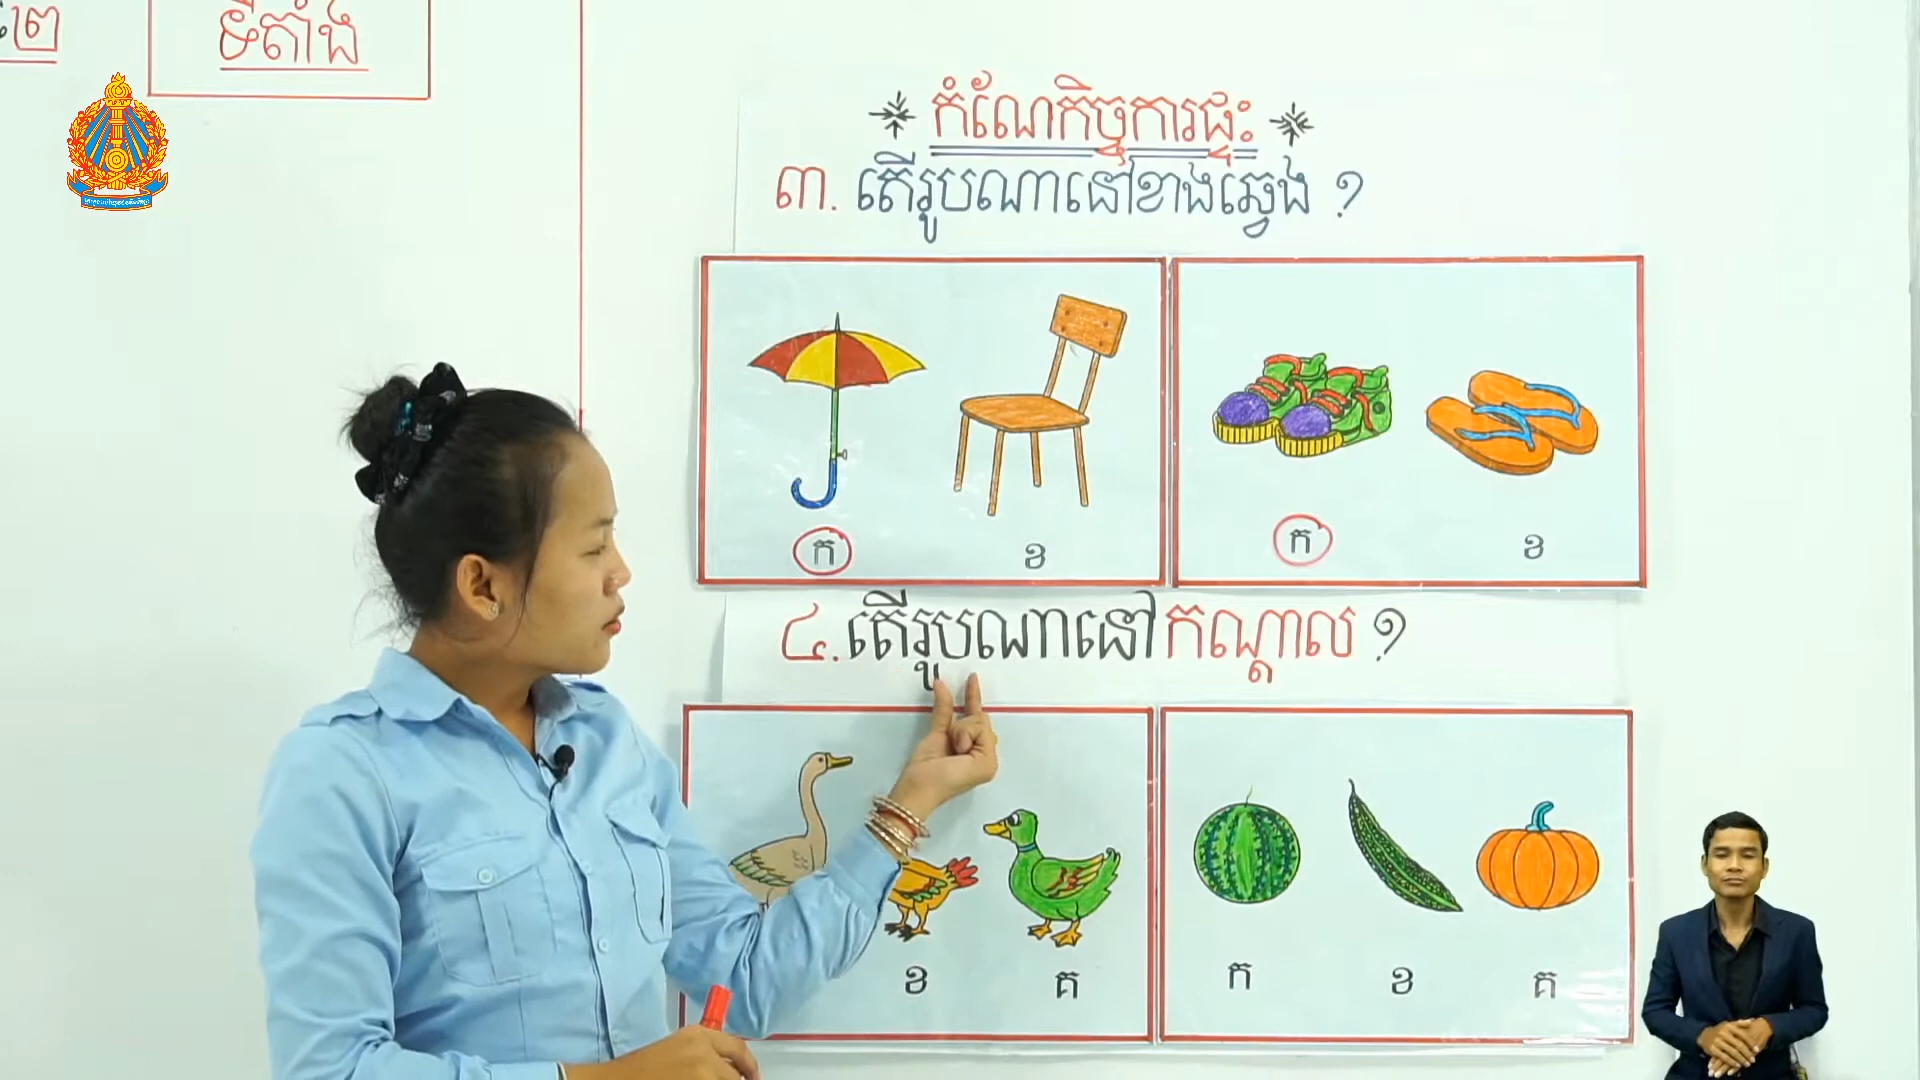 ទីតាំង
កំណែកិច្ចការផ្ទះ
៣. តើរូបណានៅខាងឆ្វេង ?
ក ខ
ក ខ
៤. តើរូបណានៅកណ្ដាល ?
ខ គ
ក ខ គ